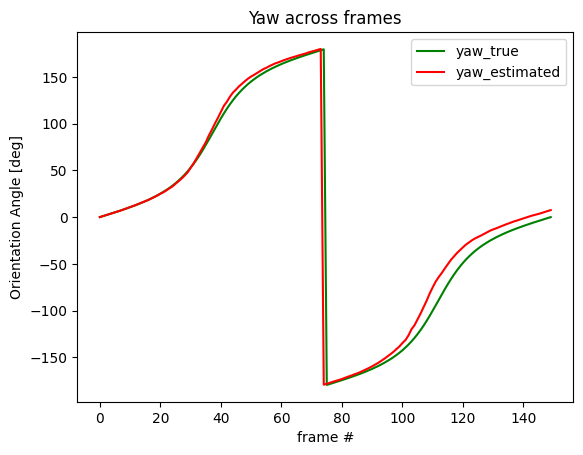 Yaw across frames
yaw_true
yaw_estimated
Orientation Angle [deg]
150
100
50
0
−50
−100
−150
0 20 40 60 80 100 120 140
frame #